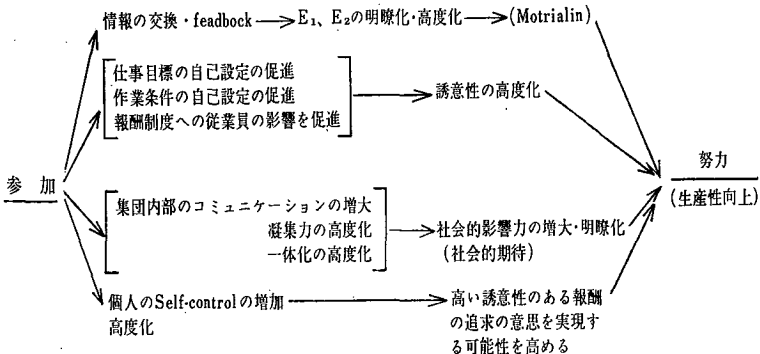 情報の交換・feadbock
E₁、E₂の明瞭化・高度化
(Motrialin)
仕事目標の自己設定の促進
作業条件の自己設定の促進
報酬制度への従業員の影響を促進
誘意性の高度化
参 加
努力
(生産性向上)
集団内部のコミュニケーションの増大
凝集力の高度化
一体化の高度化
社会的影響力の増大・明瞭化
(社会的期待)
個人のSelf-controlの増加
高度化
高い誘意性のある報酬
の追求の意思を実現す
る可能性を高める